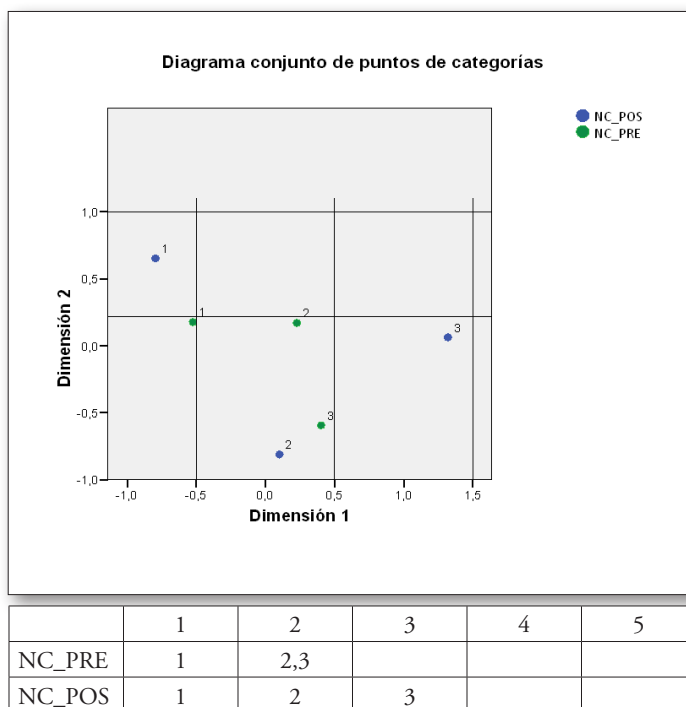 Diagrama conjunto de puntos de categorías
NC_POS
NC_PRE
1,0
0,5
0,0
-0,5
-1,0
Dimensión 2
1
1
2
3
3
2
-1,0 -0,5 0,0 0,5 1,0 1,5
Dimensión 1
1 2 3 4 5
NC_PRE 1 2,3
NC_POS 1 2 3